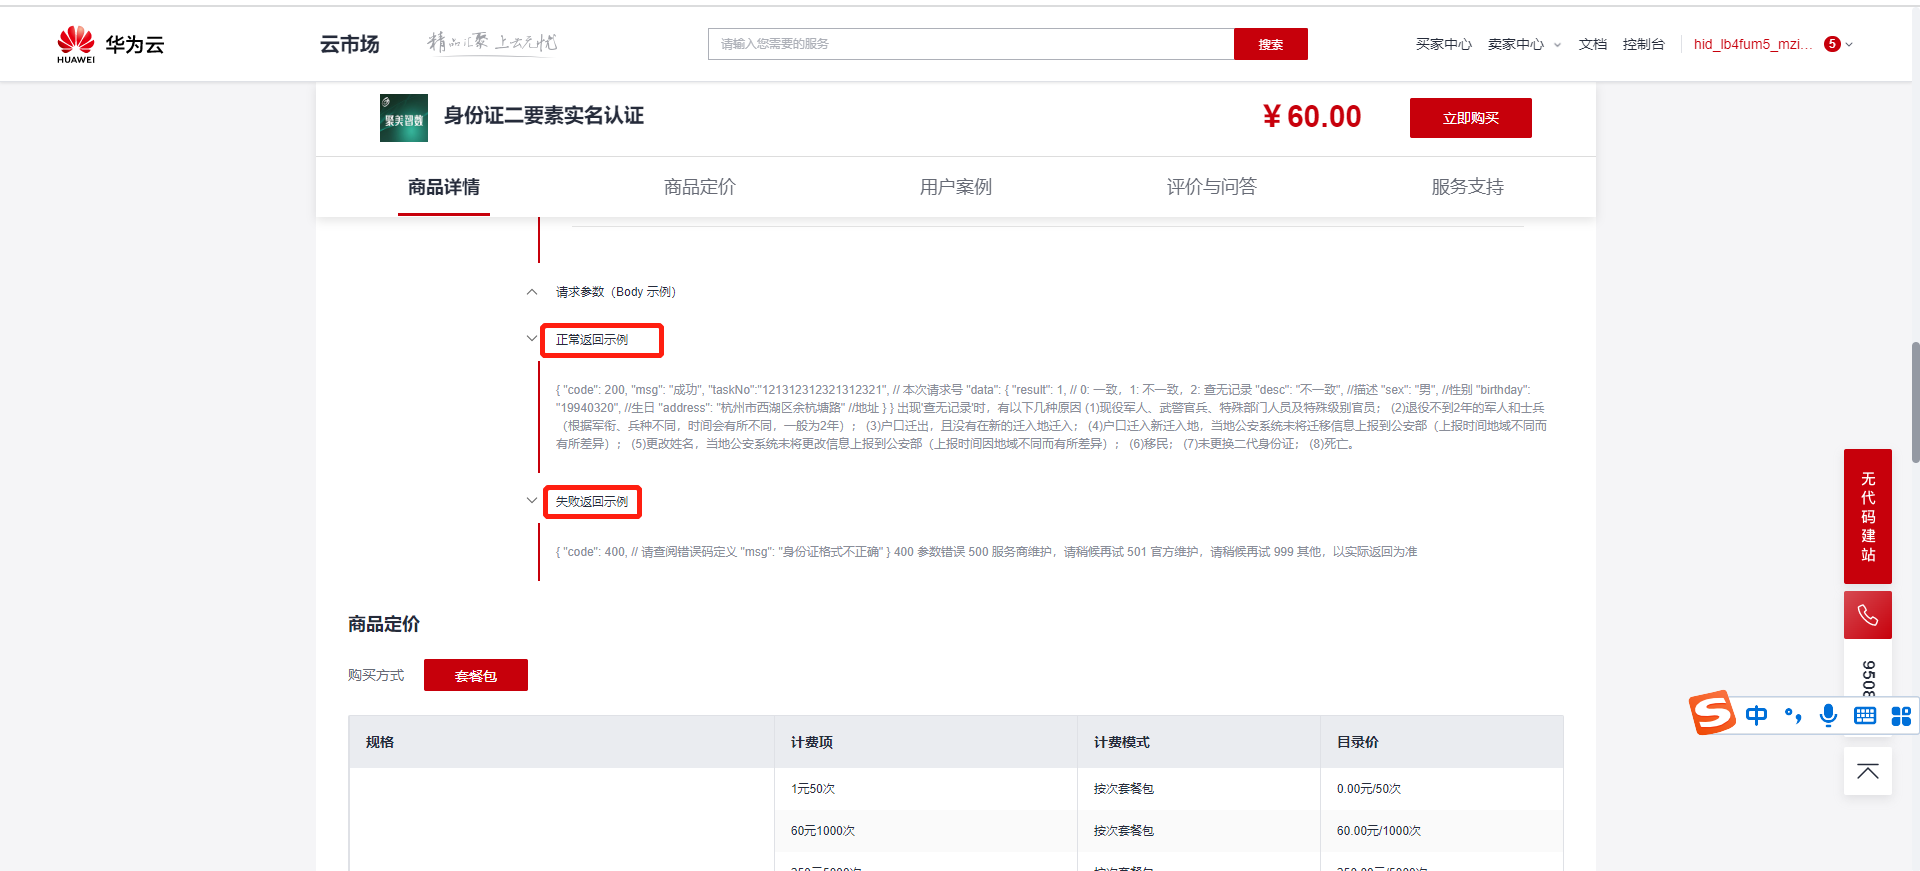 HUAWEI
华为云
云市场
精品汇聚 上云无忧
请输入您需要的服务
搜索
买家中心
卖家中心
文档
控制台
hid_lb4fum5_mzi...
5
聚美智数
身份证二要素实名认证
¥ 60.00
立即购买
商品详情
商品定价
用户案例
评价与问答
服务支持
请求参数（Body 示例）
正常返回示例
{ "code": 200, "msg": "成功", "taskNo":"121312312321312321", // 本次请求号 "data": { "result": 1, // 0: 一致，1: 不一致，2: 查无记录 "desc": "不一致", //描述 "sex": "男", //性别 "birthday":
"19940320", //生日 "address": "杭州市西湖区余杭塘路" //地址 } } 出现'查无记录'时，有以下几种原因 (1)现役军人、武警官兵、特殊部门人员及特殊级别官员； (2)退役不到2年的军人和士兵
（根据军衔、兵种不同，时间会有所不同，一般为2年）； (3)户口迁出，且没有在新的迁入地迁入； (4)户口迁入新迁入地，当地公安系统未将迁移信息上报到公安部（上报时间地域不同而
有所差异）； (5)更改姓名，当地公安系统未将更改信息上报到公安部（上报时间因地域不同而有所差异）； (6)移民； (7)未更换二代身份证； (8)死亡。
失败返回示例
{ "code": 400, // 请查阅错误码定义 "msg": "身份证格式不正确" } 400 参数错误 500 服务商维护，请稍候再试 501 官方维护，请稍候再试 999 其他，以实际返回为准
商品定价
购买方式
套餐包
规格
计费项
计费模式
目录价
1元50次
按次套餐包
0.00元/50次
60元1000次
按次套餐包
60.00元/1000次
无代码建站
9508
中